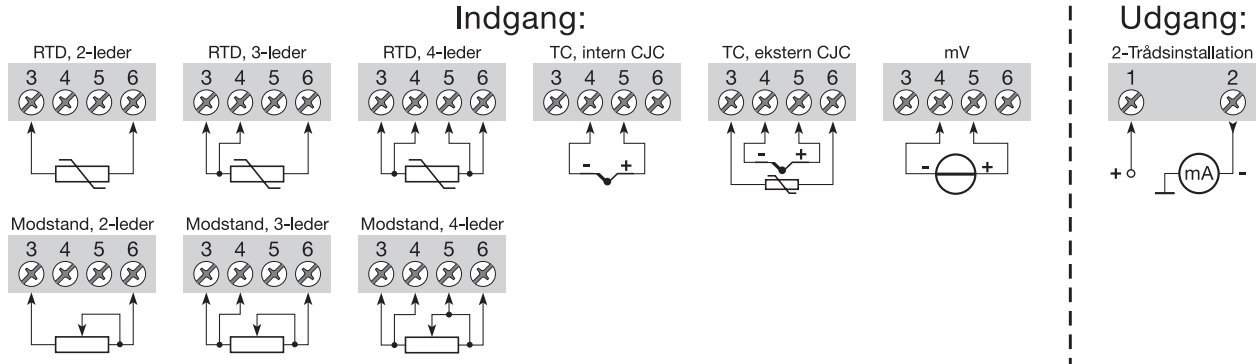 Indgang:
Udgang:
RTD, 2-leder
RTD, 3-leder
RTD, 4-leder
TC, intern CJC
TC, ekstern CJC
mV
2-Trådsinstallation
3 4 5 6
3 4 5 6
3 4 5 6
3 4 5 6
3 4 5 6
3 4 5 6
1 2
- +
- +
- +
+ mA -
Modstand, 2-leder
Modstand, 3-leder
Modstand, 4-leder
3 4 5 6
3 4 5 6
3 4 5 6